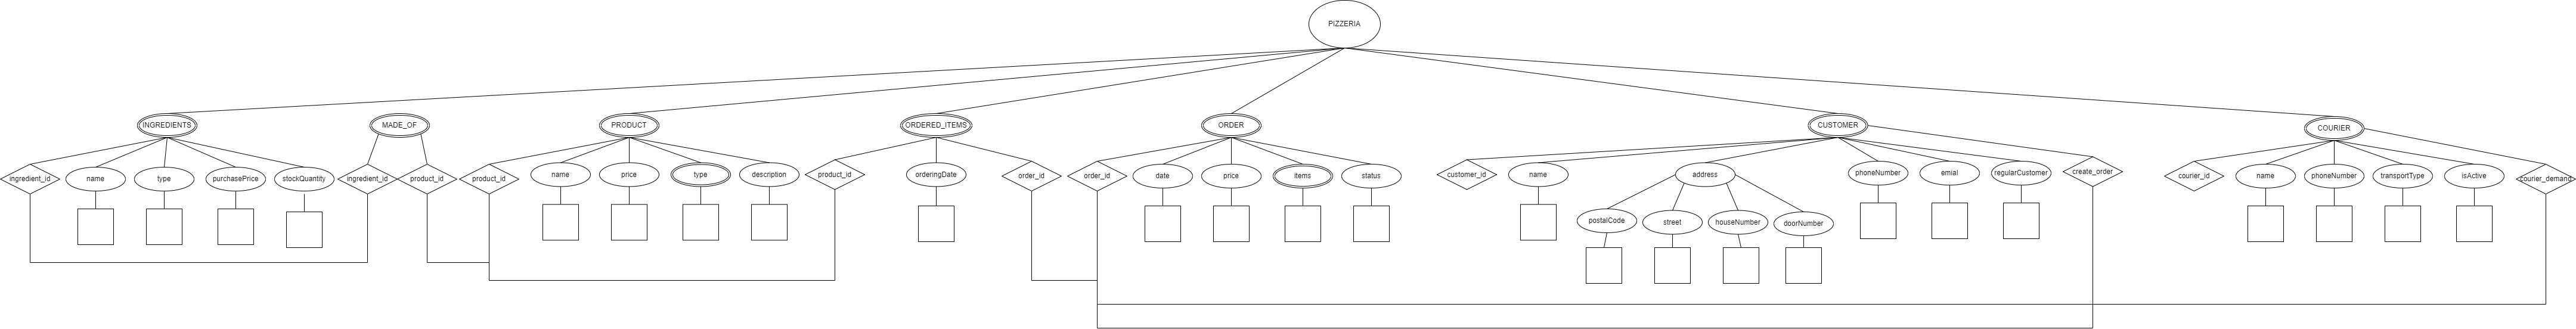 PIZZERIA
INGREDIENTS
MADE_OF
PRODUCT
ORDERED_ITEMS
ORDER
CUSTOMER
COURIER
ingredient_id
name
type
purchasePrice
stockQuantity
ingredient_id
product_id
product_id
name
price
type
description
product_id
orderingDate
order_id
order_id
date
price
items
status
customer_id
name
address
phoneNumber
emial
regularCustomer
create_order
courier_id
name
phoneNumber
transportType
isActive
courier_demand
postalCode
street
houseNumber
doorNumber